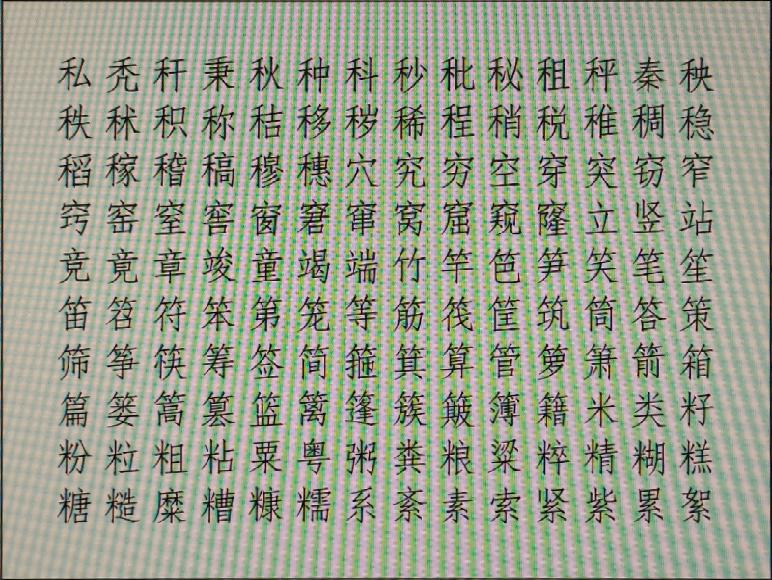 私秃秆秉秋种科秒秕秘租秤秦秧
秩秫积称秸移秽稀程稍税稚稠稳
稻稼稽稿穆穗穴究穷空穿突窃窄
窍窑窒窖窗窘窜窝窟窥窿立竖站
竞竟章竣童竭端竹竿笆笋笑笔笙
笛笤符笨第笼等筋筏筐筑筒答策
筛筝筷筹签简箍箕算管箩箫箭箱
篇篓篙篡篮篱篷簇簸簿籍米类籽
粉粒粗粘粟粤粥粪粮粱粹精糊糕
糖糙糜糟糠糯系紊素索紧紫累絮